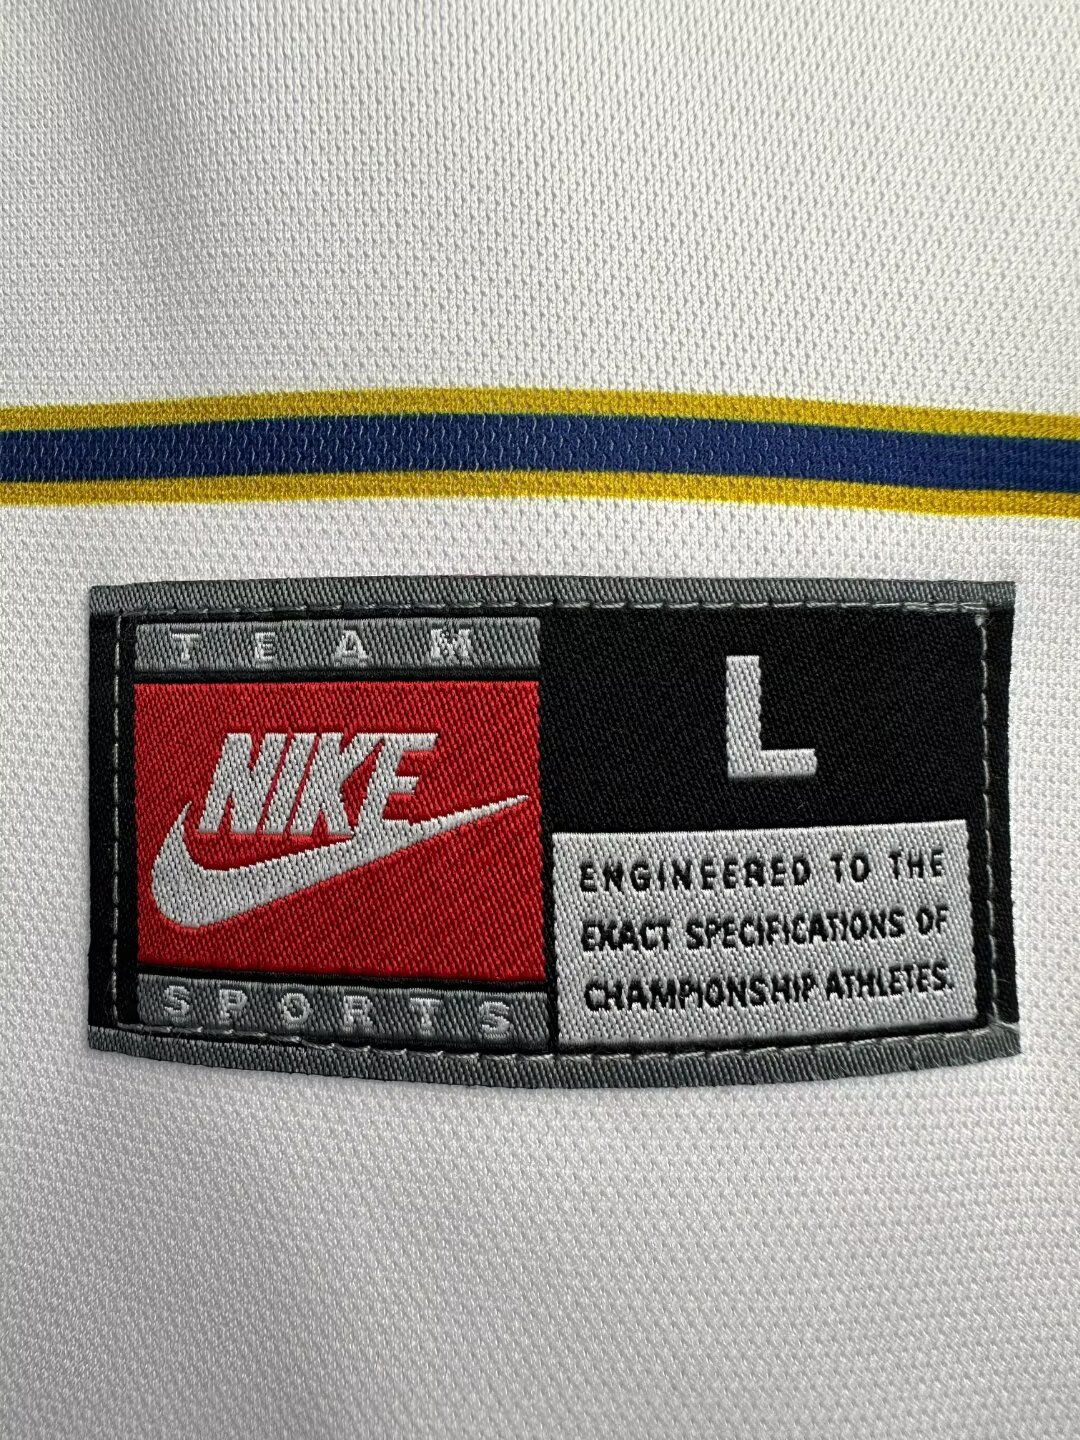 TEAM
NIKE
SPORTS
L
ENGINEERED TO THE
EXACT SPECIFICATIONS OF
CHAMPIONSHIP ATHLETES.